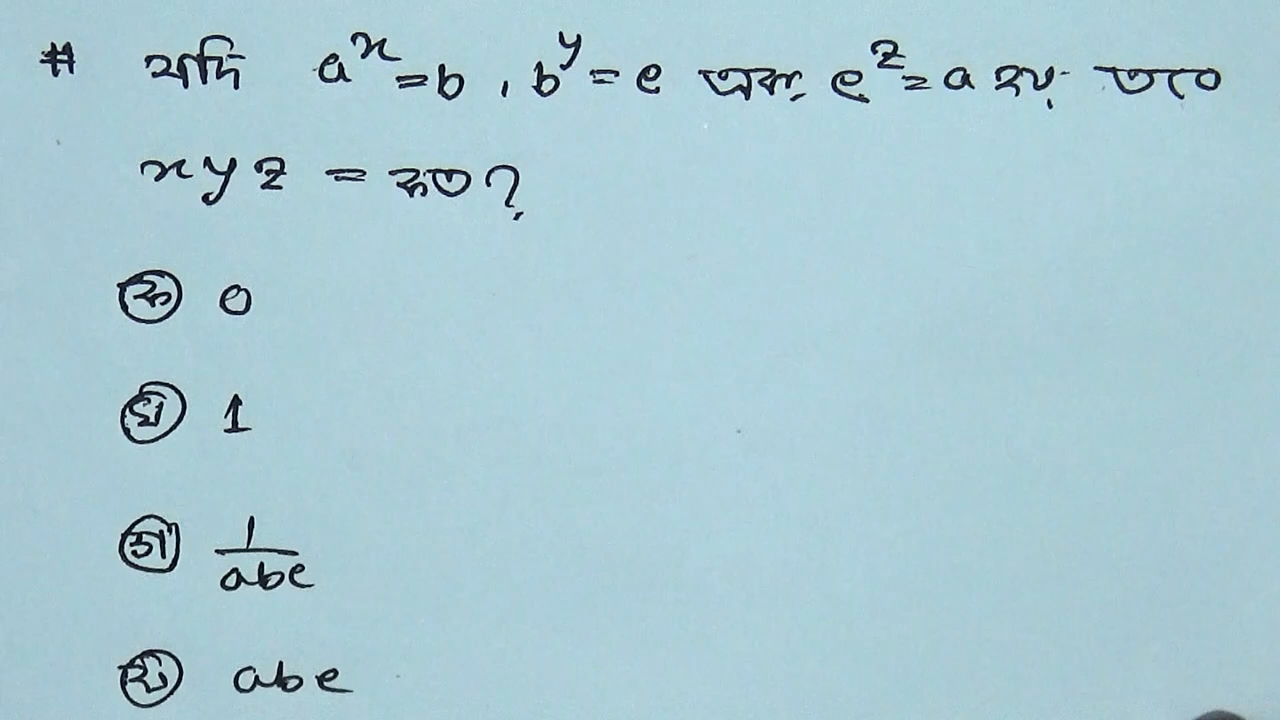 # যদি a^x = b, b^y = c এবং c^z = a হয় তবে
xyz = কত?
ক 0
খ 1
গ 1/abc
ঘ abc